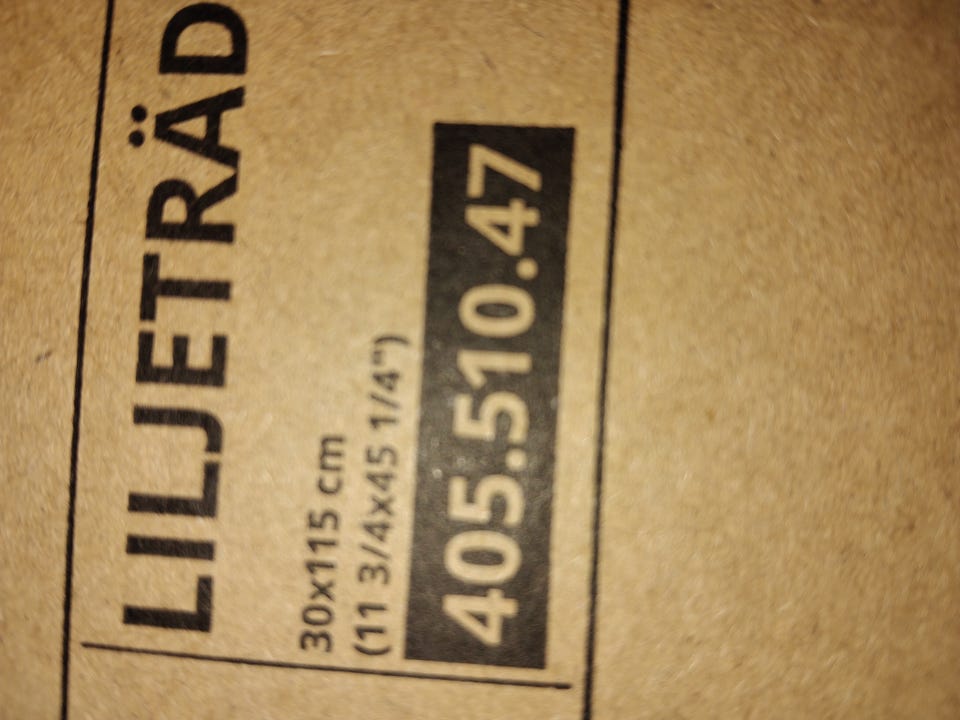 LILJETRÄD
30x115 cm
(11 3/4x45 1/4")
405.510.47